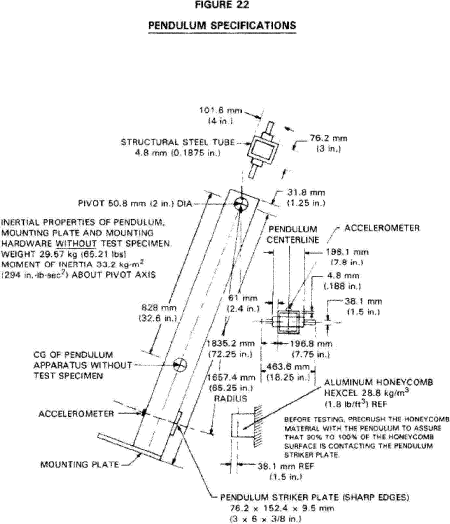 FIGURE 22
PENDULUM SPECIFICATIONS
101.6 mm
(4 in.)
STRUCTURAL STEEL TUBE
4.8 mm (0.1875 in.)
76.2 mm
(3 in.)
31.8 mm
(1.25 in.)
PIVOT 50.8 mm (2 in.) DIA
INERTIAL PROPERTIES OF PENDULUM,
MOUNTING PLATE AND MOUNTING
HARDWARE WITHOUT TEST SPECIMEN.
WEIGHT 29.57 kg (65.21 lbs)
MOMENT OF INERTIA 33.2 kg-m²
(294 in.-lb-sec²) ABOUT PIVOT AXIS
PENDULUM
CENTERLINE
ACCELEROMETER
198.1 mm
(7.8 in.)
4.8 mm
(.188 in.)
38.1 mm
(1.5 in.)
61 mm
(2.4 in.)
828 mm
(32.6 in.)
1835.2 mm
(72.25 in.)
196.8 mm
(7.75 in.)
463.6 mm
(18.25 in.)
1657.4 mm
(65.25 in.)
RADIUS
CG OF PENDULUM
APPARATUS WITHOUT
TEST SPECIMEN
ALUMINUM HONEYCOMB
HEXCEL 28.8 kg/m³
(1.8 lb/ft³) REF
ACCELEROMETER
BEFORE TESTING, PRECRUSH THE HONEYCOMB
MATERIAL WITH THE PENDULUM TO ASSURE
THAT 90% TO 100% OF THE HONEYCOMB
SURFACE IS CONTACTING THE PENDULUM
STRIKER PLATE.
MOUNTING PLATE
38.1 mm REF
(1.5 in.)
PENDULUM STRIKER PLATE (SHARP EDGES)
76.2 × 152.4 × 9.5 mm
(3 × 6 × 3/8 in.)